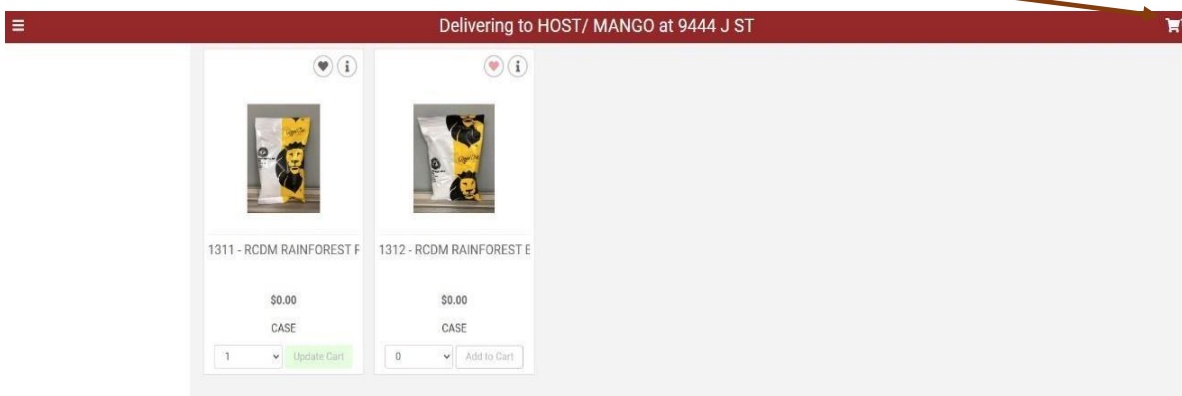 Delivering to HOST/ MANGO at 9444 J ST
1311 - RCDM RAINFOREST F
1312 - RCDM RAINFOREST E
$0.00
$0.00
CASE
CASE
1
Update Cart
0
Add to Cart